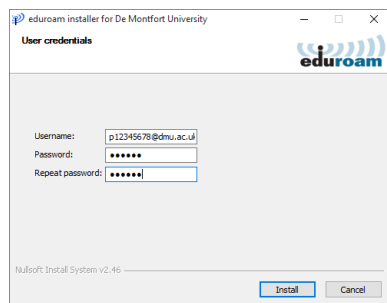 eduroam installer for De Montfort University
User credentials
eduroam
Username: p12345678@dmu.ac.uk
Password: ●●●●●●
Repeat password: ●●●●●●
Nullsoft Install System v2.46
Install Cancel